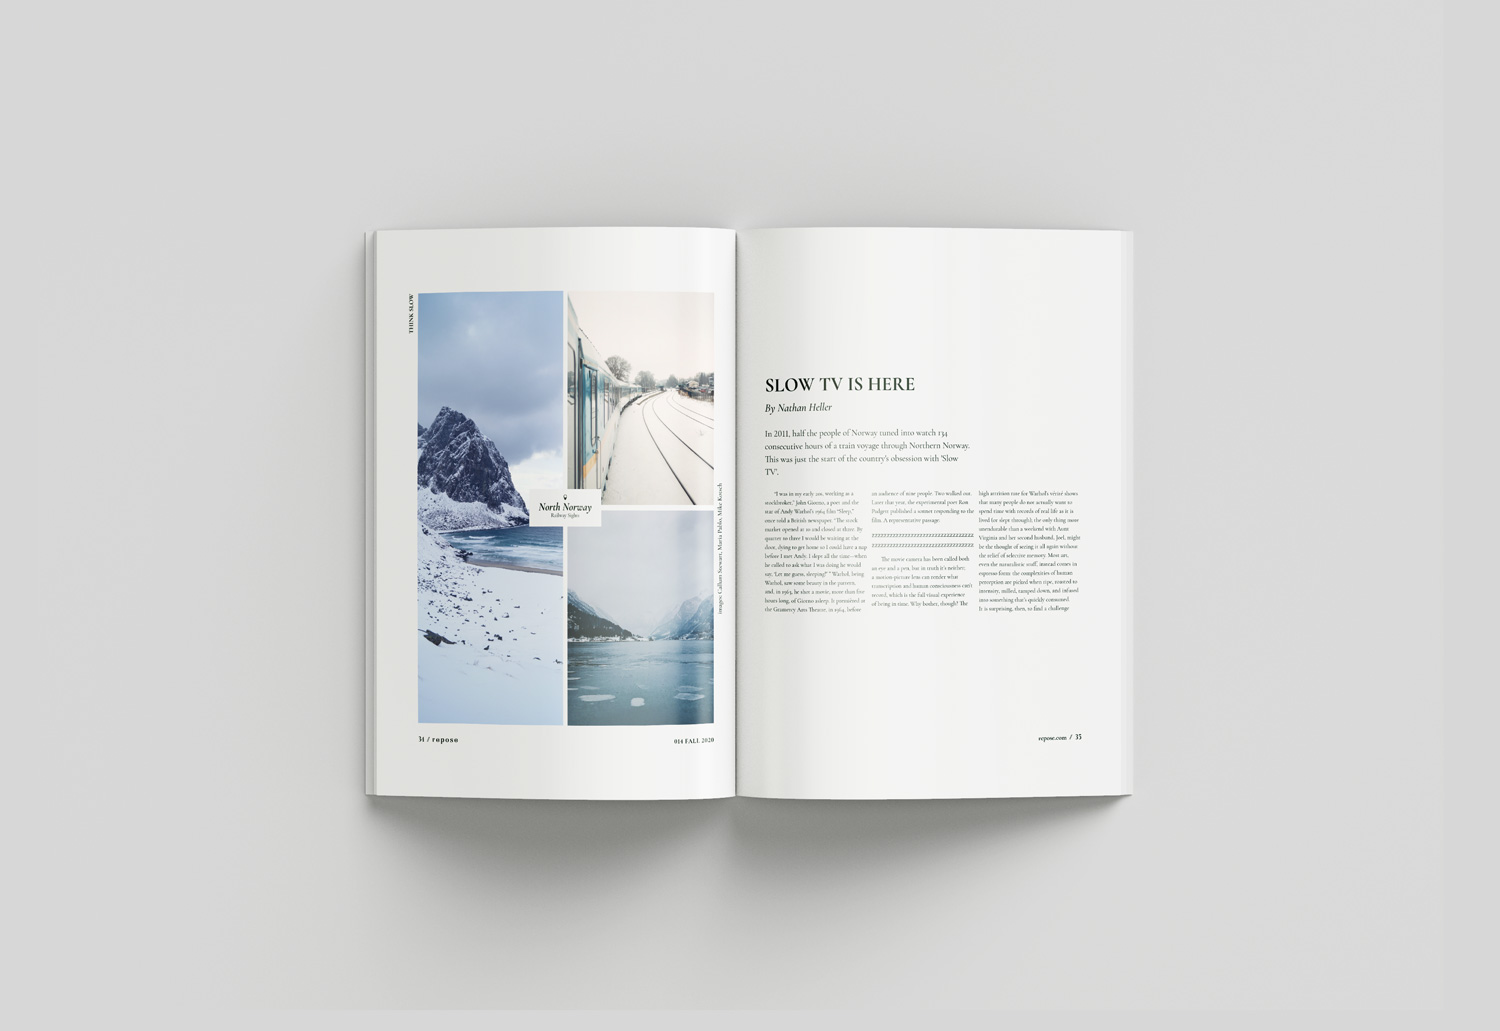 THINK SLOW
North Norway
Railway Sights
images: Callum Stewart, Maria Pablo, Mike Kotsch
34 / repose
014 FALL 2020
SLOW TV IS HERE
By Nathan Heller
In 2011, half the people of Norway tuned into watch 134
consecutive hours of a train voyage through Northern Norway.
This was just the start of the country's obsession with 'Slow
TV'.
"I was in my early 20s, working as a
stockbroker," John Giorno, a poet and the
star of Andy Warhol's 1964 film "Sleep,"
once told a British newspaper. "The stock
market opened at 10 and closed at three. By
quarter to three I would be waiting at the
door, dying to get home so I could have a nap
before I met Andy. I slept all the time—when
he called to ask what I was doing he would
say, 'Let me guess, sleeping?' " Warhol, being
Warhol, saw some beauty in the pattern,
and, in 1963, he shot a movie, more than five
hours long, of Giorno asleep. It premièred at
the Gramercy Arts Theatre, in 1964, before
an audience of nine people. Two walked out.
Later that year, the experimental poet Ron
Padgett published a sonnet responding to the
film. A representative passage:
zzzzzzzzzzzzzzzzzzzzzzzzzzzzzzzz
zzzzzzzzzzzzzzzzzzzzzzzzzzzzzzzz
The movie camera has been called both
an eye and a pen, but in truth it's neither;
a motion-picture lens can render what
transcription and human consciousness can't
record, which is the full visual experience
of being in time. Why bother, though? The
high attrition rate for Warhol's vérité shows
that many people do not actually want to
spend time with records of real life as it is
lived (or slept through); the only thing more
unendurable than a weekend with Aunt
Virginia and her second husband, Joel, might
be the thought of seeing it all again without
the relief of selective memory. Most art,
even the naturalistic stuff, instead comes in
espresso form: the complexities of human
perception are picked when ripe, roasted to
intensity, milled, tamped down, and infused
into something that's quickly consumed.
It is surprising, then, to find a challenge
repose.com / 35